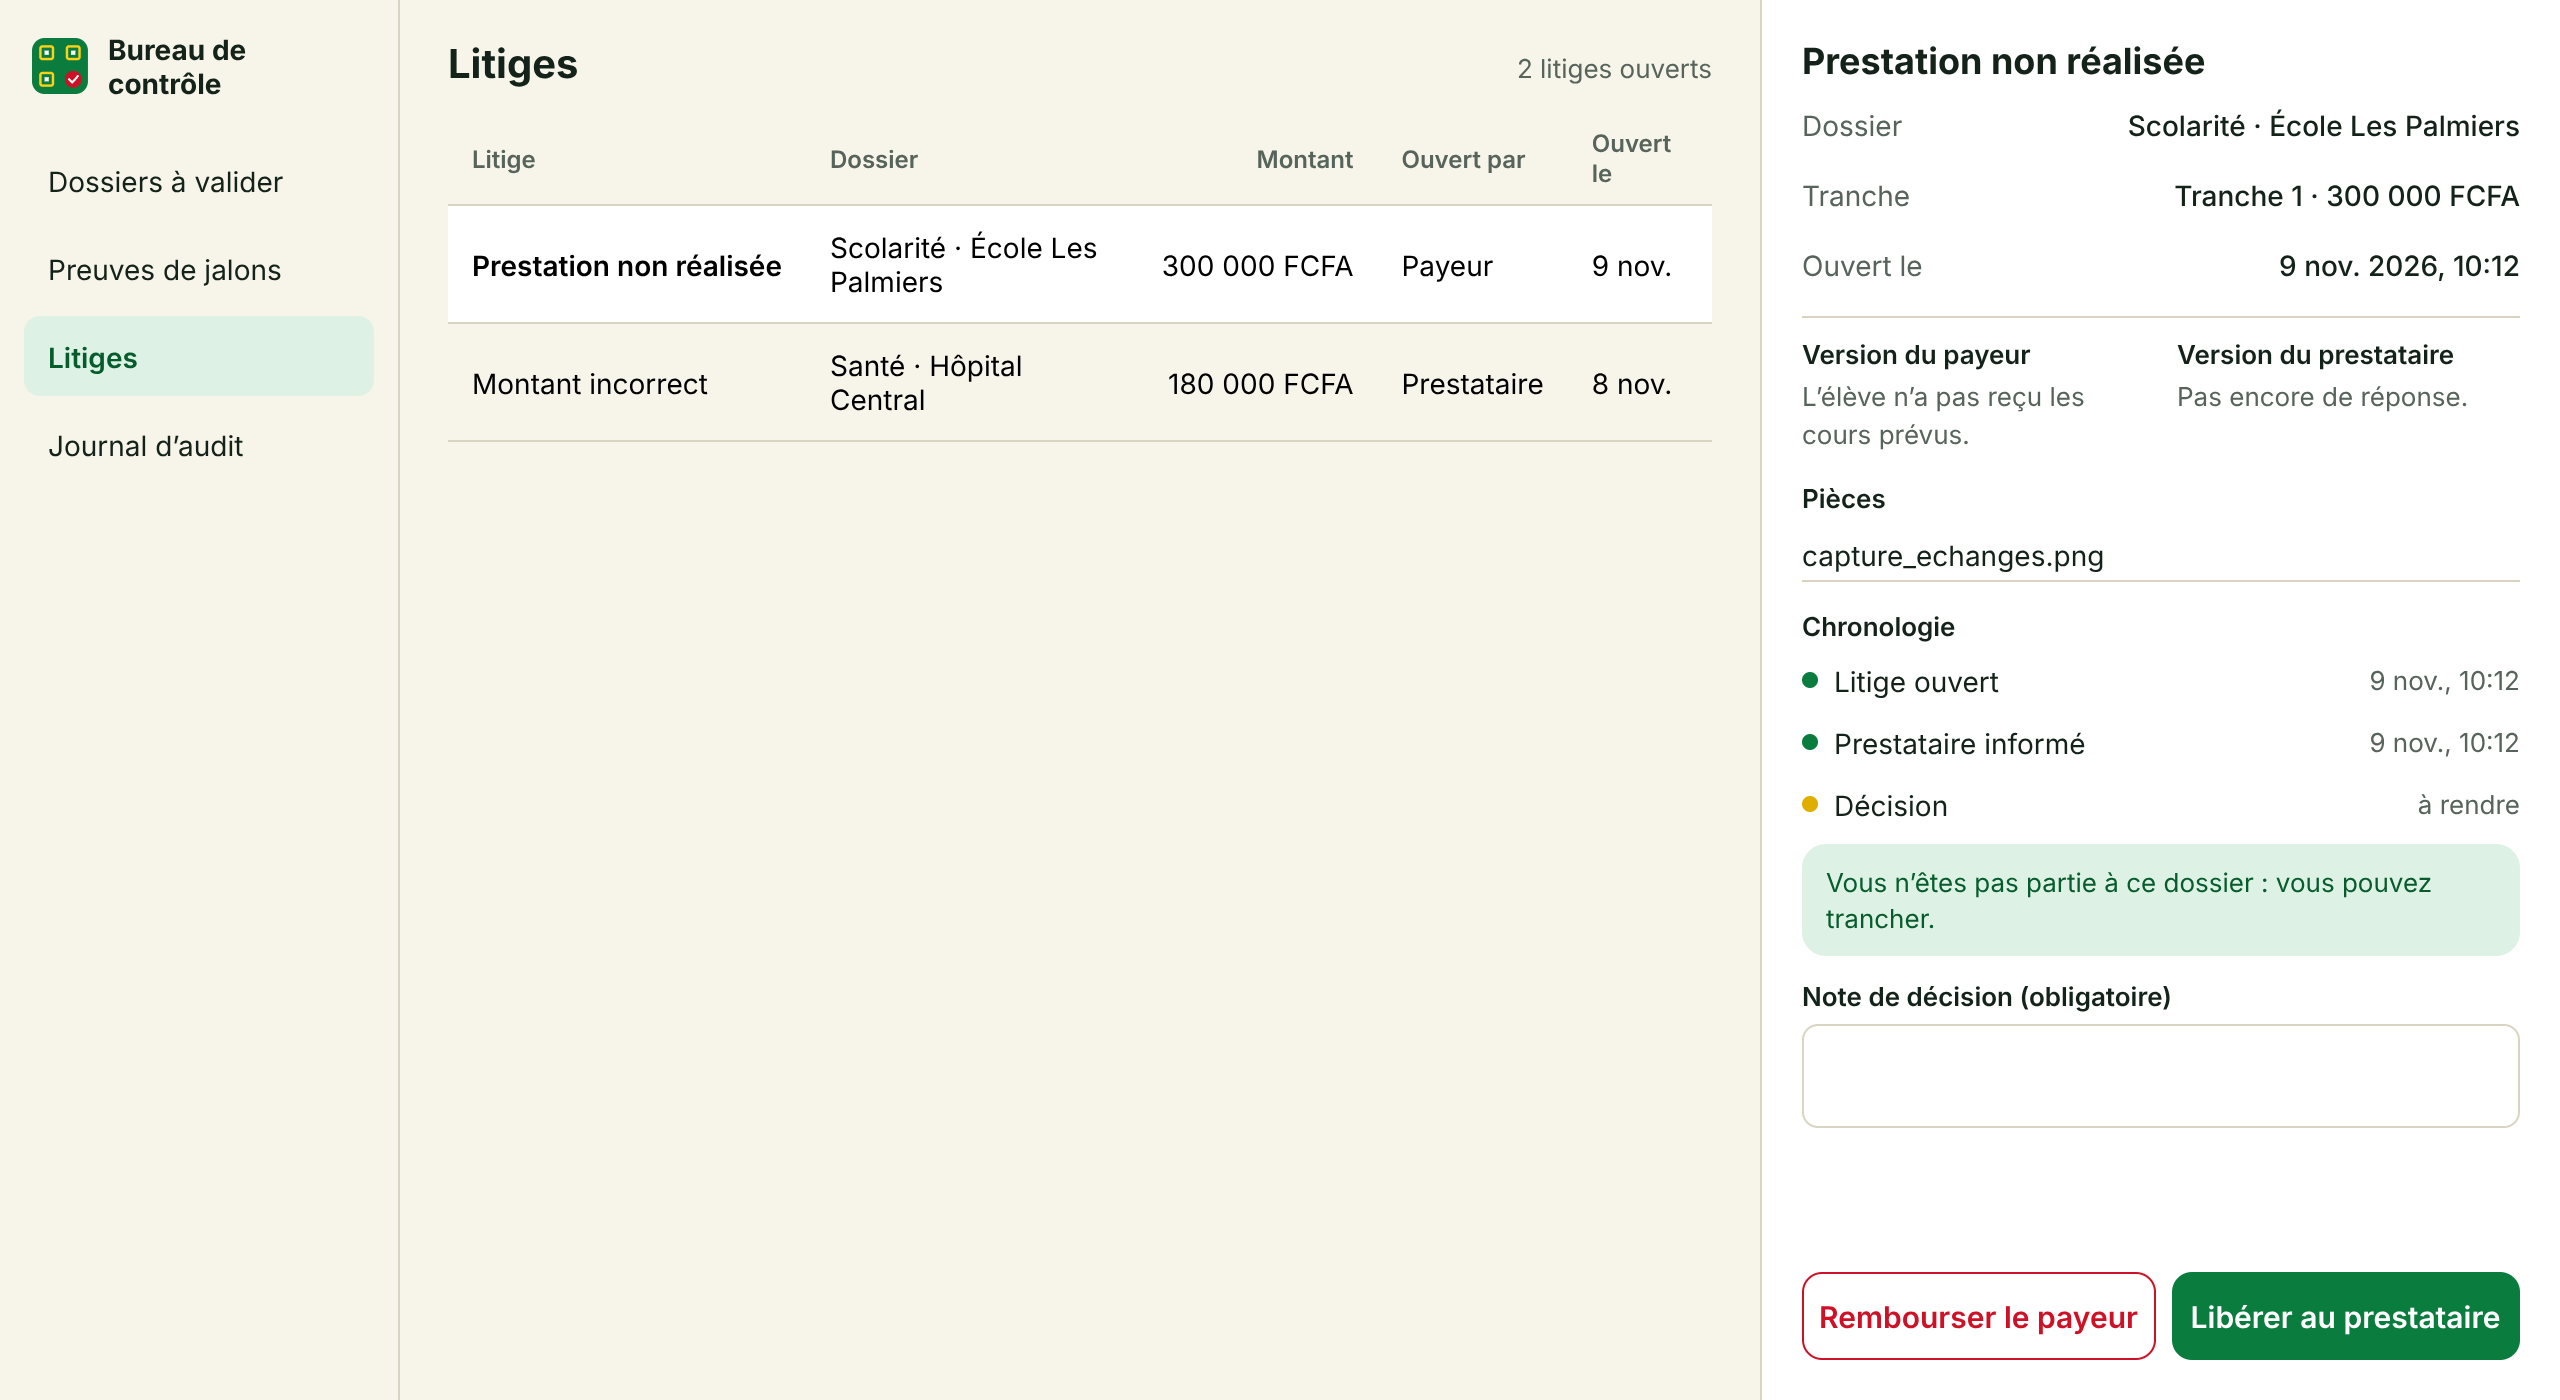 Bureau de
contrôle
Dossiers à valider
Preuves de jalons
Litiges
Journal d’audit
Litiges
2 litiges ouverts
Litige Dossier Montant Ouvert par Ouvert le
Prestation non réalisée Scolarité · École Les Palmiers 300 000 FCFA Payeur 9 nov.
Montant incorrect Santé · Hôpital Central 180 000 FCFA Prestataire 8 nov.
Prestation non réalisée
Dossier Scolarité · École Les Palmiers
Tranche Tranche 1 · 300 000 FCFA
Ouvert le 9 nov. 2026, 10:12
Version du payeur
L’élève n’a pas reçu les
cours prévus.
Version du prestataire
Pas encore de réponse.
Pièces
capture_echanges.png
Chronologie
Litige ouvert 9 nov., 10:12
Prestataire informé 9 nov., 10:12
Décision à rendre
Vous n’êtes pas partie à ce dossier : vous pouvez
trancher.
Note de décision (obligatoire)
Rembourser le payeur
Libérer au prestataire